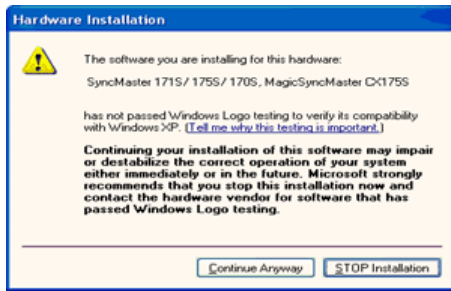 Hardware Installation
The software you are installing for this hardware:
SyncMaster 171S/ 175S/ 170S, MagicSyncMaster CX175S
has not passed Windows Logo testing to verify its compatibility
with Windows XP. (Tell me why this testing is important.)
Continuing your installation of this software may impair
or destabilize the correct operation of your system
either immediately or in the future. Microsoft strongly
recommends that you stop this installation now and
contact the hardware vendor for software that has
passed Windows Logo testing.
Continue Anyway STOP Installation